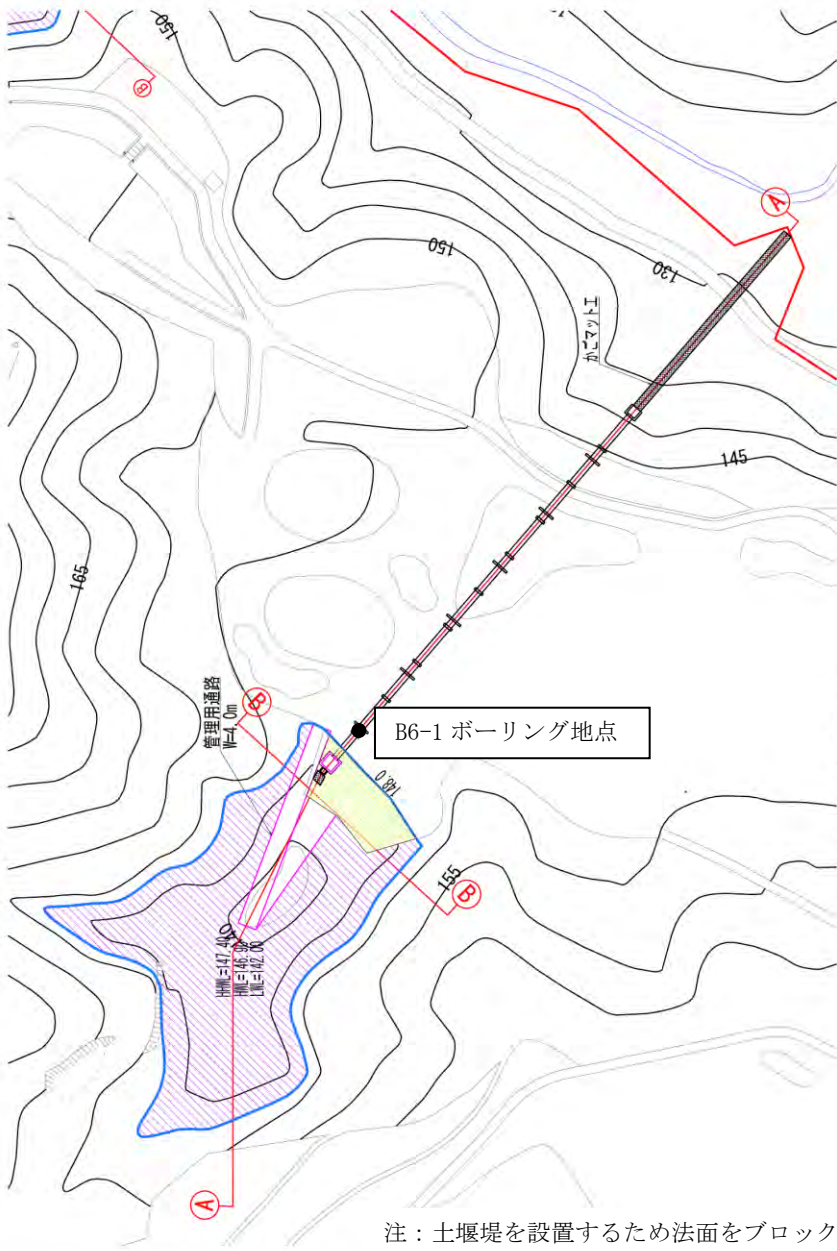 150
B
A
150
130
かごマット工
145
165
管理用通路
W=4.0m
B
B6-1 ボーリング地点
148.0
155
B
HHWL=147.49
HWL=146.98
LWL=142.00
A
注：土堰堤を設置するため法面をブロック